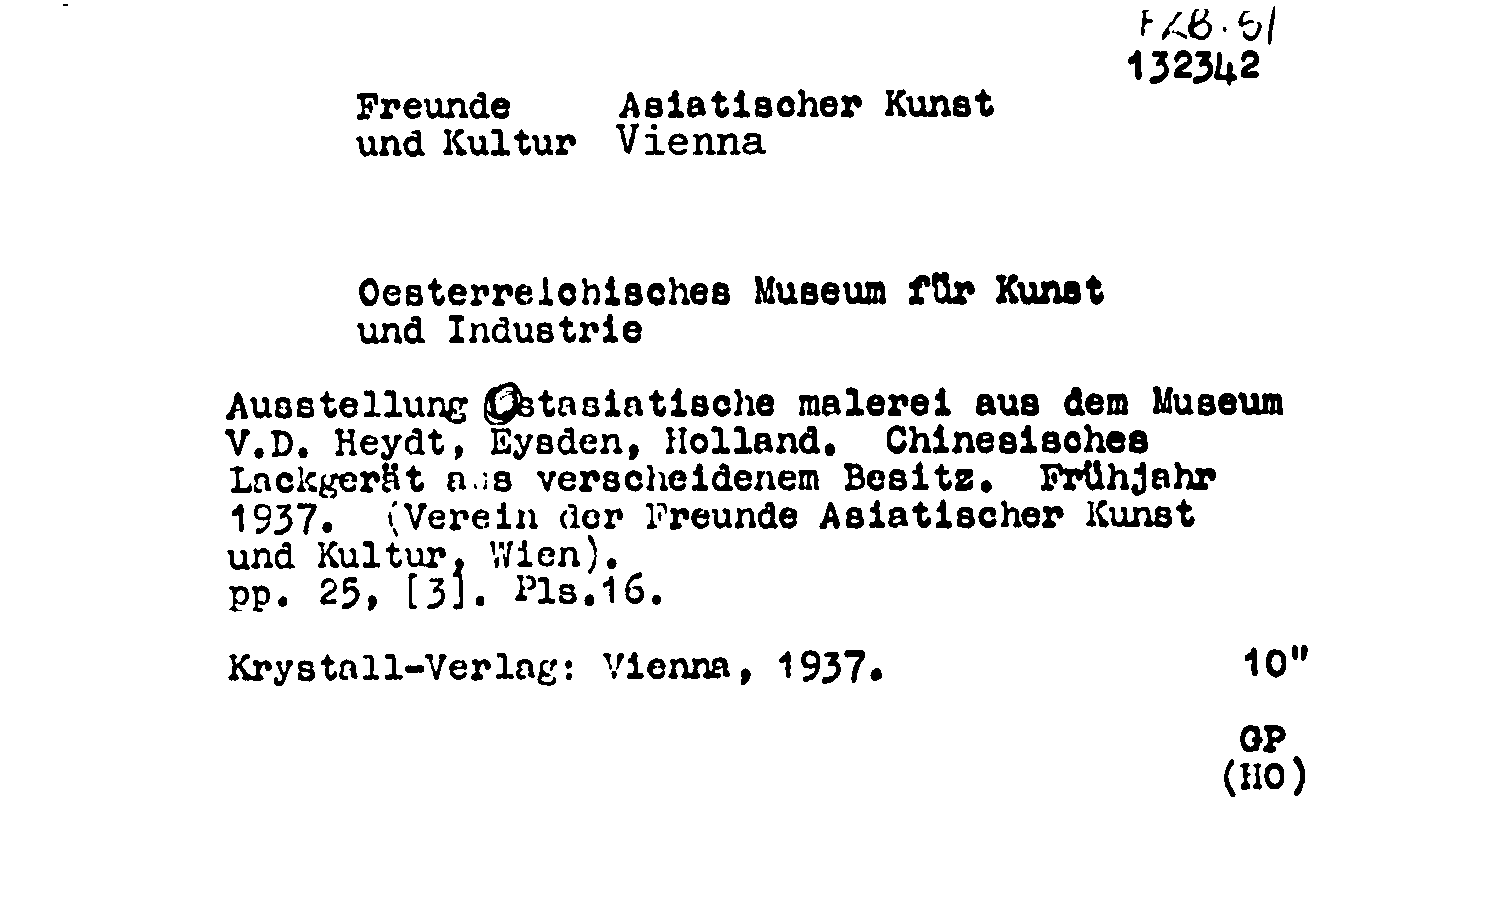 132342
Freunde Asiatischer Kunst
und Kultur Vienna
Oesterreichisches Museum für Kunst
und Industrie
Ausstellung Ostasiatische malerei aus dem Museum
V.D. Heydt, Eysden, Holland. Chinesisches
Lackgerät aus verscheidenem Besitz. Frühjahr
1937. (Verein der Freunde Asiatischer Kunst
und Kultur, Wien).
pp. 25, [3]. Pls.16.
Krystall-Verlag: Vienna, 1937. 10"
GP
(HO)